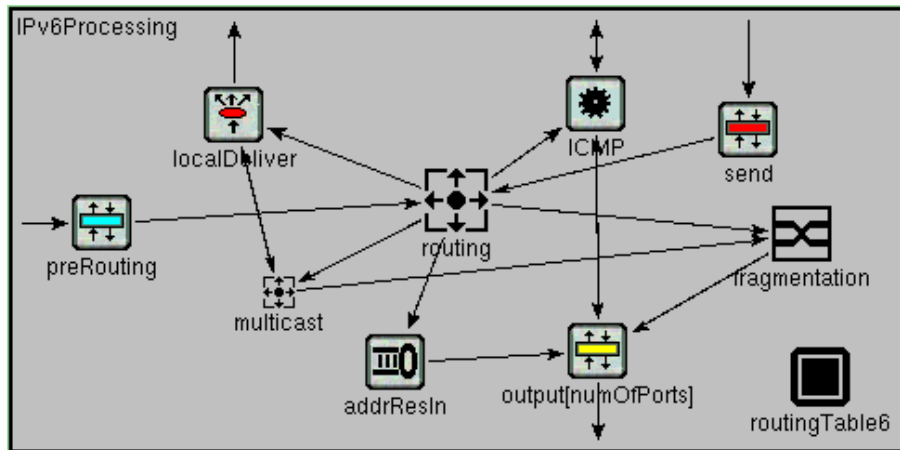 IPv6Processing
localDeliver
ICMP
send
preRouting
routing
fragmentation
multicast
addrResIn
output[numOfPorts]
routingTable6